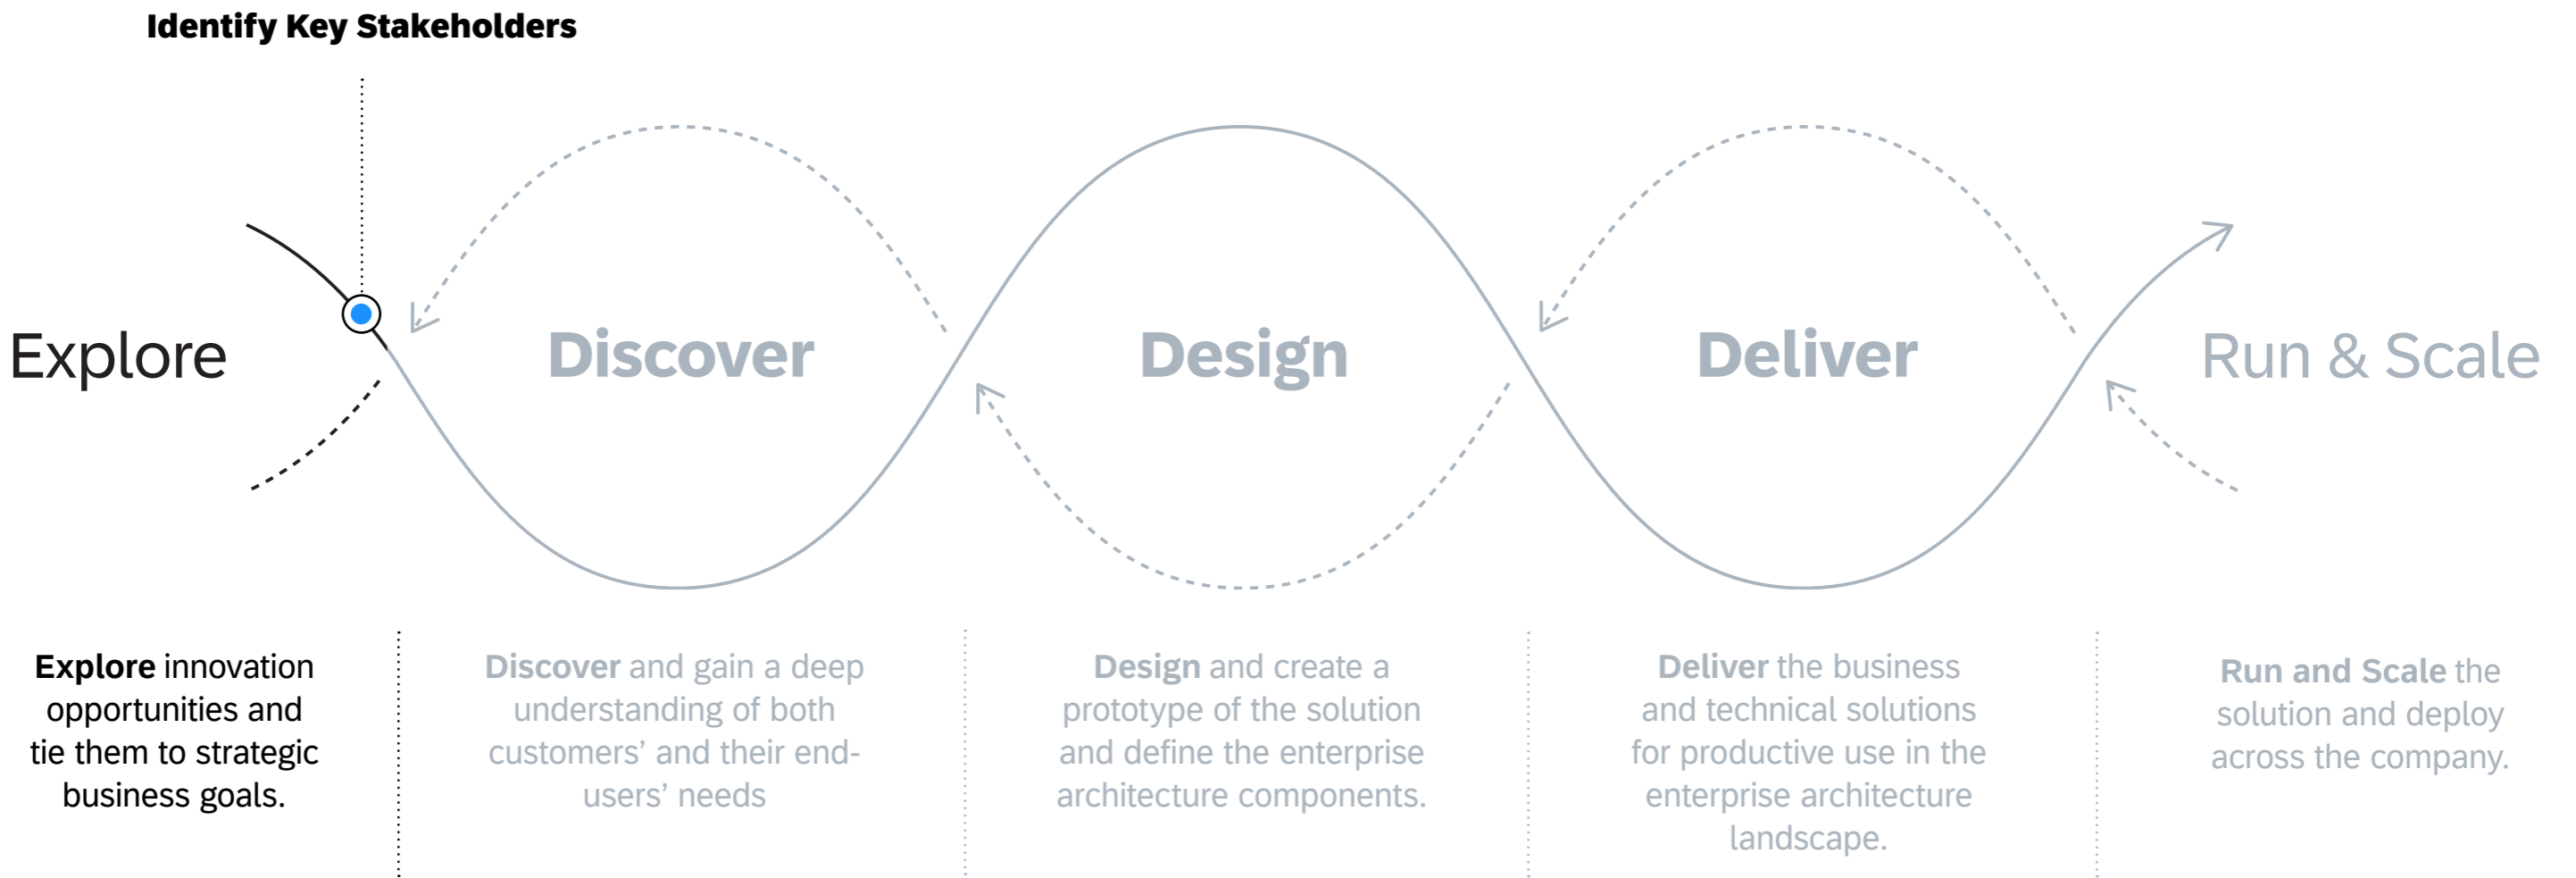 Identify Key Stakeholders
Explore
Discover
Design
Deliver
Run & Scale
Explore innovation
opportunities and
tie them to strategic
business goals.
Discover and gain a deep
understanding of both
customers’ and their end-
users’ needs
Design and create a
prototype of the solution
and define the enterprise
architecture components.
Deliver the business
and technical solutions
for productive use in the
enterprise architecture
landscape.
Run and Scale the
solution and deploy
across the company.